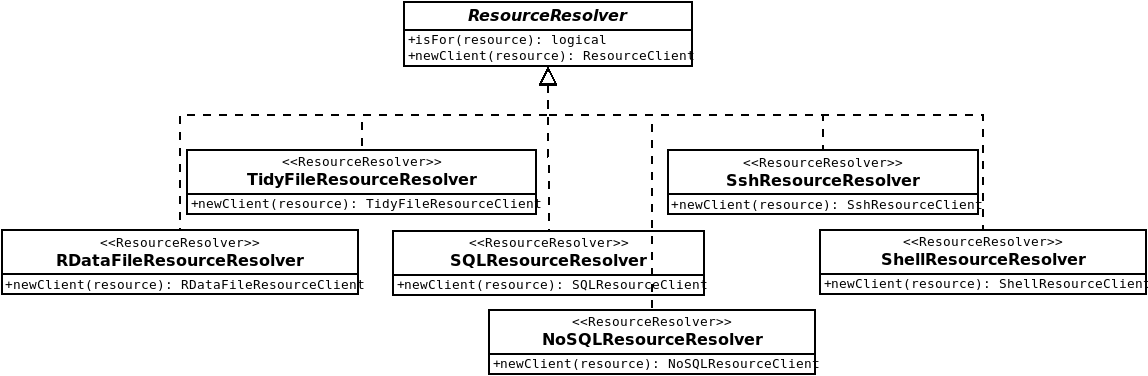 ResourceResolver
+isFor(resource): logical
+newClient(resource): ResourceClient
<<ResourceResolver>>
TidyFileResourceResolver
+newClient(resource): TidyFileResourceClient
<<ResourceResolver>>
SshResourceResolver
+newClient(resource): SshResourceClient
<<ResourceResolver>>
RDataFileResourceResolver
+newClient(resource): RDataFileResourceClient
<<ResourceResolver>>
SQLResourceResolver
+newClient(resource): SQLResourceClient
<<ResourceResolver>>
ShellResourceResolver
+newClient(resource): ShellResourceClient
<<ResourceResolver>>
NoSQLResourceResolver
+newClient(resource): NoSQLResourceClient